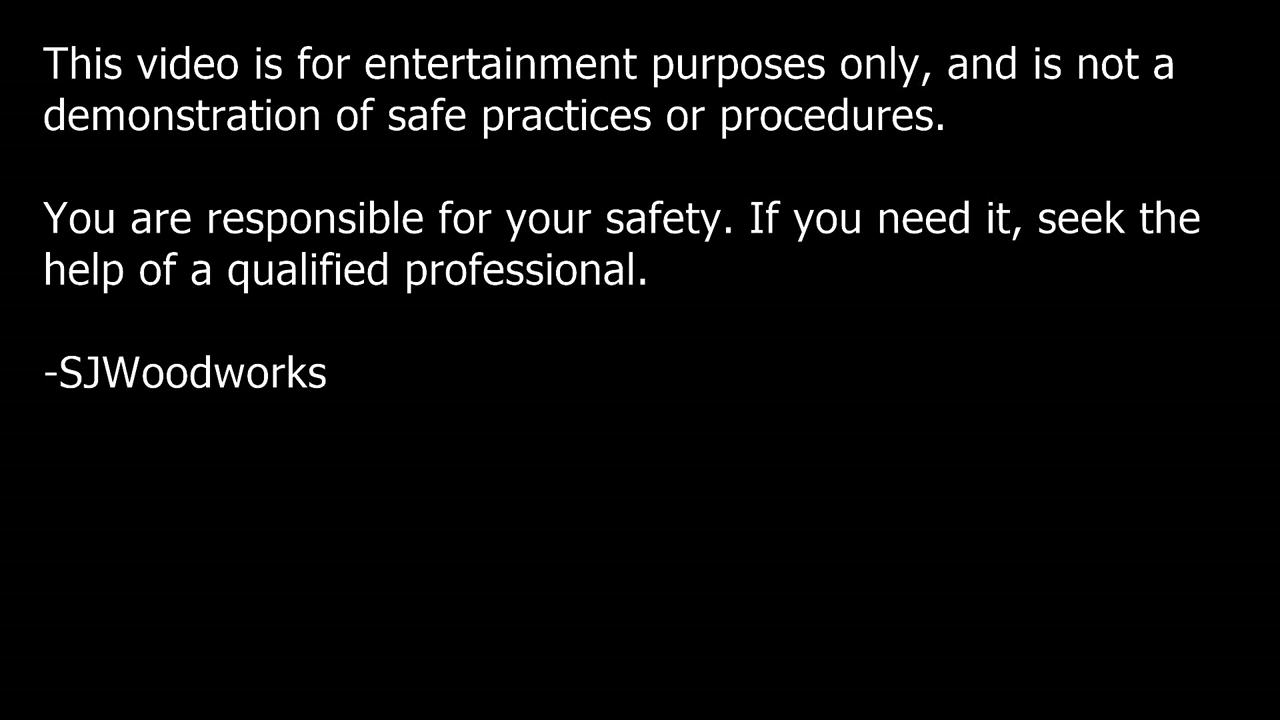 This video is for entertainment purposes only, and is not a
demonstration of safe practices or procedures.
You are responsible for your safety. If you need it, seek the
help of a qualified professional.
-SJWoodworks